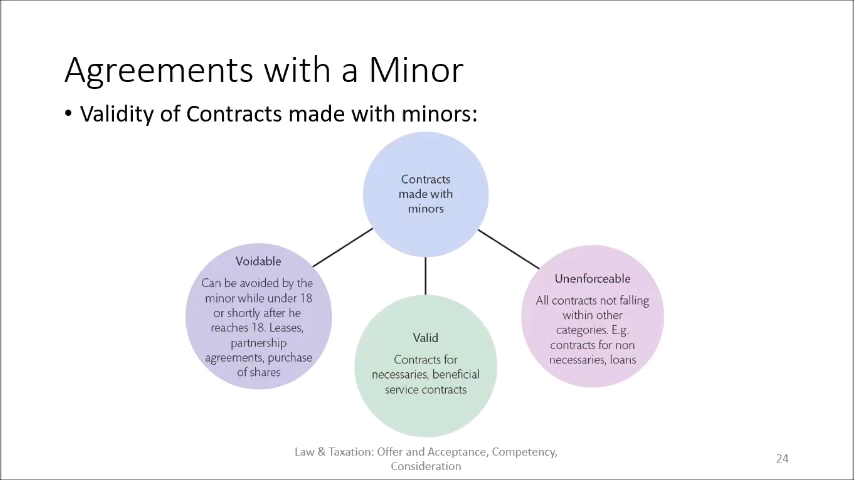 Agreements with a Minor
• Validity of Contracts made with minors:
Contracts
made with
minors
Voidable
Can be avoided by the
minor while under 18
or shortly after he
reaches 18. Leases,
partnership
agreements, purchase
of shares
Valid
Contracts for
necessaries, beneficial
service contracts
Unenforceable
All contracts not falling
within other
categories. E.g.
contracts for non
necessaries, loans
Law & Taxation: Offer and Acceptance, Competency,
Consideration
24